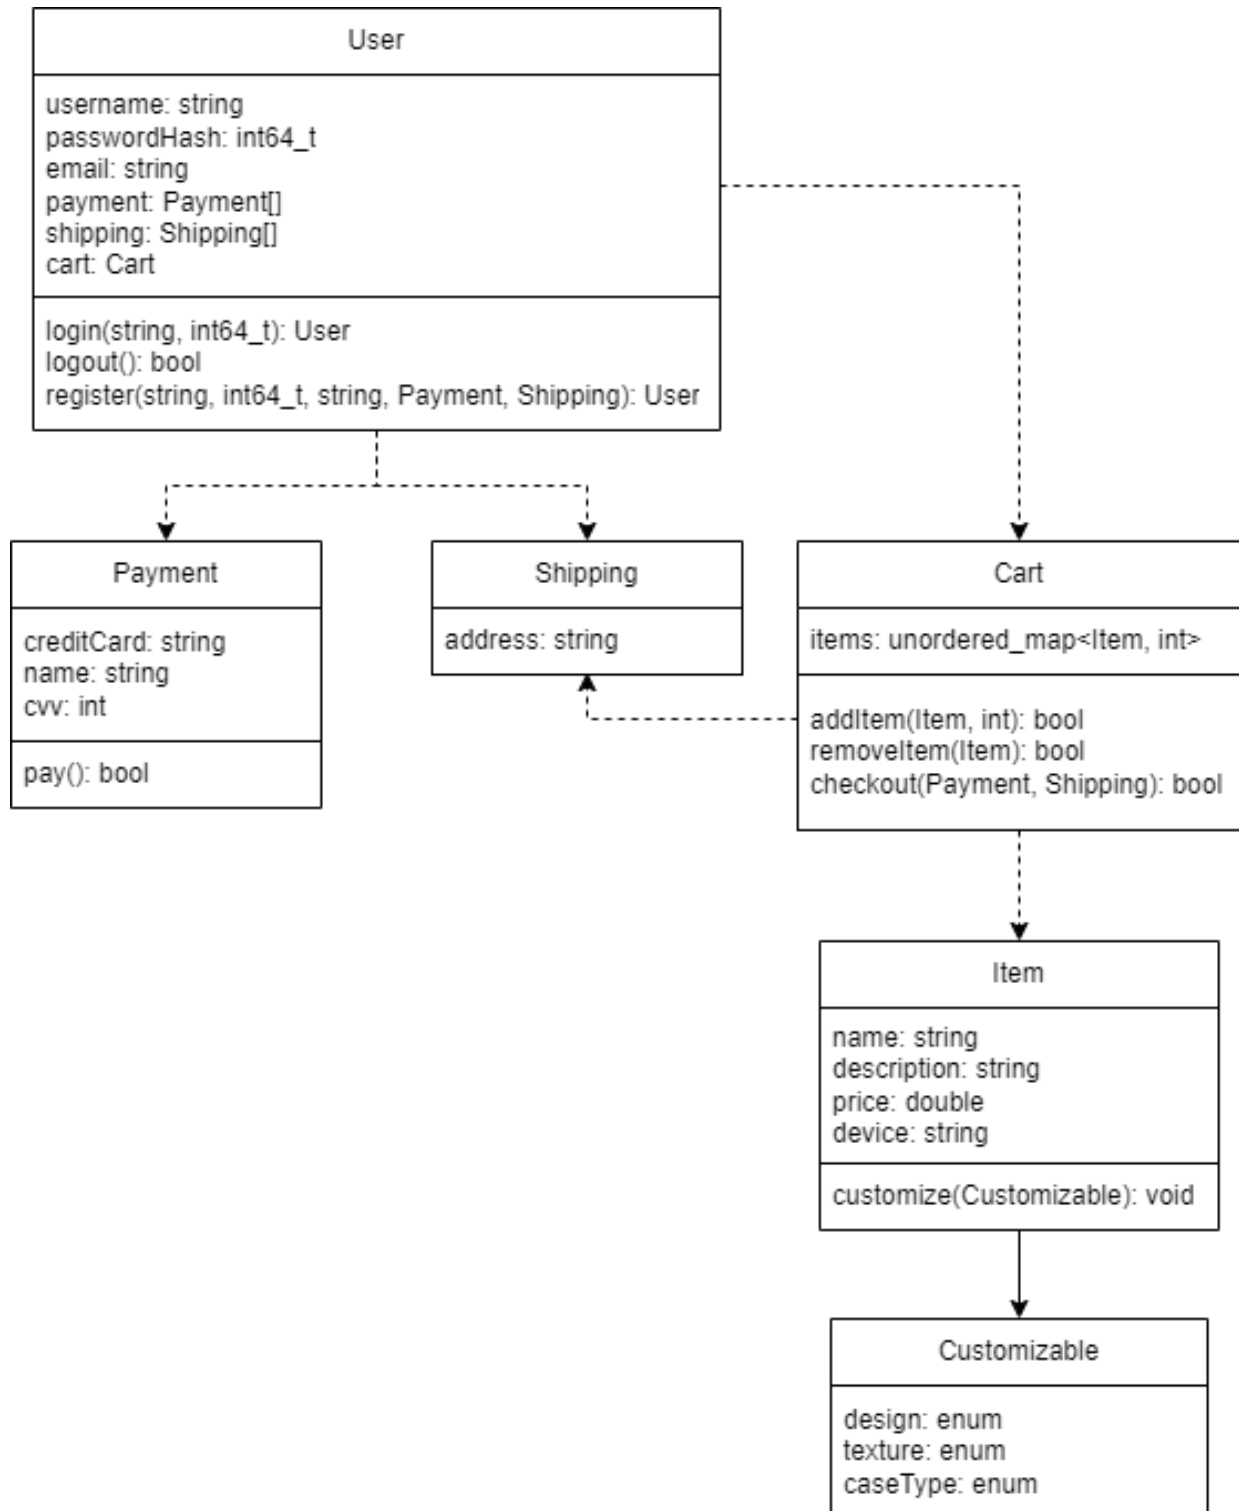 User
username: string
passwordHash: int64_t
email: string
payment: Payment[]
shipping: Shipping[]
cart: Cart
login(string, int64_t): User
logout(): bool
register(string, int64_t, string, Payment, Shipping): User
Payment
creditCard: string
name: string
cvv: int
pay(): bool
Shipping
address: string
Cart
items: unordered_map<Item, int>
addItem(Item, int): bool
removeItem(Item): bool
checkout(Payment, Shipping): bool
Item
name: string
description: string
price: double
device: string
customize(Customizable): void
Customizable
design: enum
texture: enum
caseType: enum